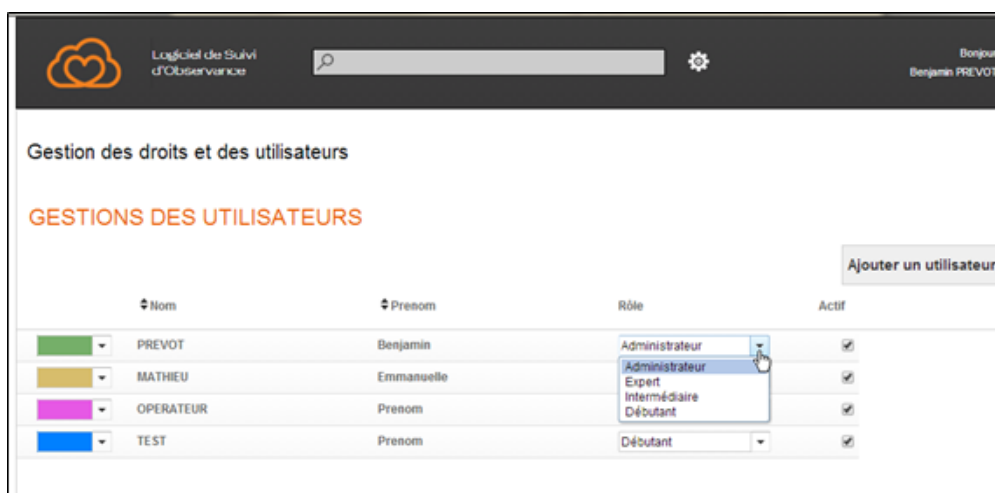 Logiciel de Suivi
d'Observance
Bonjour
Benjamin PREVOT
Gestion des droits et des utilisateurs
GESTIONS DES UTILISATEURS
Ajouter un utilisateur
Nom Prenom Rôle Actif
PREVOT Benjamin Administrateur
MATHIEU Emmanuelle
Administrateur
Expert
Intermédiaire
Débutant
OPERATEUR Prenom
TEST Prenom Débutant